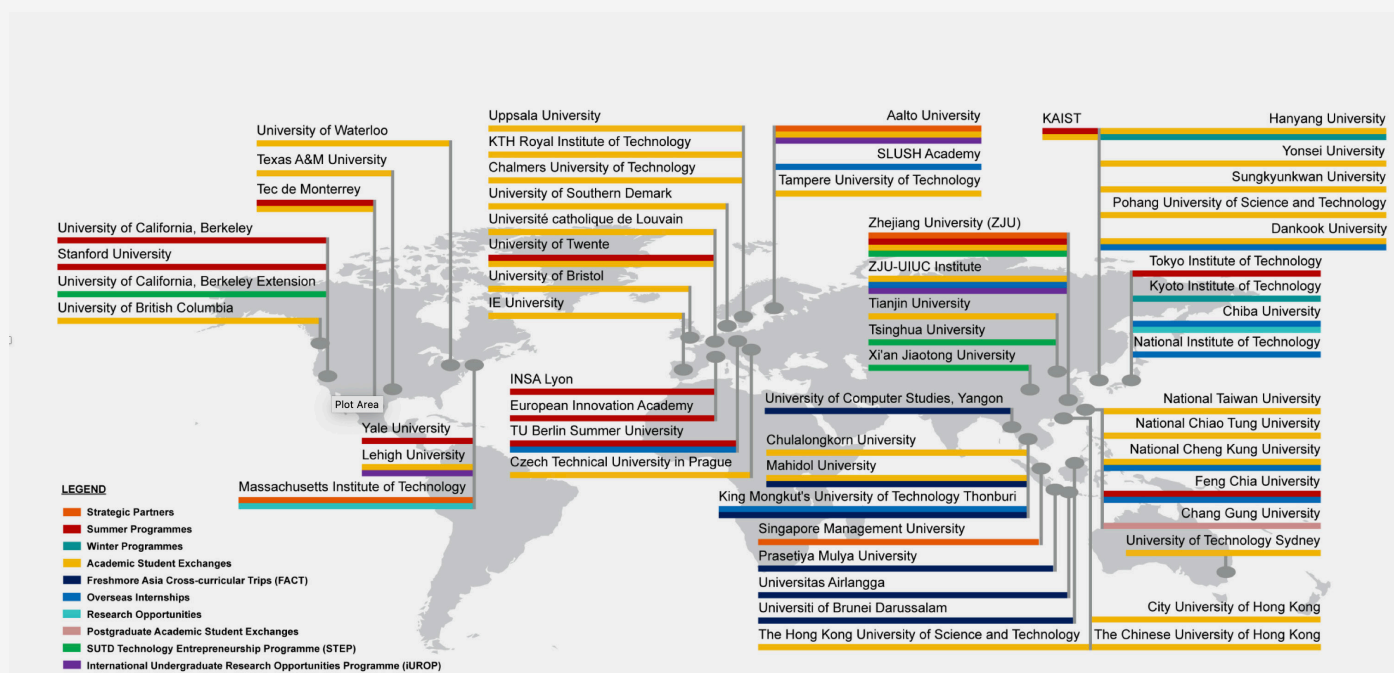 University of Waterloo
Texas A&M University
Tec de Monterrey
University of California, Berkeley
Stanford University
University of California, Berkeley Extension
University of British Columbia
Uppsala University
KTH Royal Institute of Technology
Chalmers University of Technology
University of Southern Demark
Université catholique de Louvain
University of Twente
University of Bristol
IE University
Aalto University
SLUSH Academy
Tampere University of Technology
Zhejiang University (ZJU)
ZJU-UIUC Institute
Tianjin University
Tsinghua University
Xi'an Jiaotong University
KAIST
Hanyang University
Yonsei University
Sungkyunkwan University
Pohang University of Science and Technology
Dankook University
Tokyo Institute of Technology
Kyoto Institute of Technology
Chiba University
National Institute of Technology
Plot Area
Yale University
Lehigh University
Massachusetts Institute of Technology
INSA Lyon
European Innovation Academy
TU Berlin Summer University
Czech Technical University in Prague
University of Computer Studies, Yangon
Chulalongkorn University
Mahidol University
King Mongkut's University of Technology Thonburi
Singapore Management University
Prasetiya Mulya University
Universitas Airlangga
Universiti of Brunei Darussalam
The Hong Kong University of Science and Technology
National Taiwan University
National Chiao Tung University
National Cheng Kung University
Feng Chia University
Chang Gung University
University of Technology Sydney
City University of Hong Kong
The Chinese University of Hong Kong
LEGEND
Strategic Partners
Summer Programmes
Winter Programmes
Academic Student Exchanges
Freshmore Asia Cross-curricular Trips (FACT)
Overseas Internships
Research Opportunities
Postgraduate Academic Student Exchanges
SUTD Technology Entrepreneurship Programme (STEP)
International Undergraduate Research Opportunities Programme (iUROP)